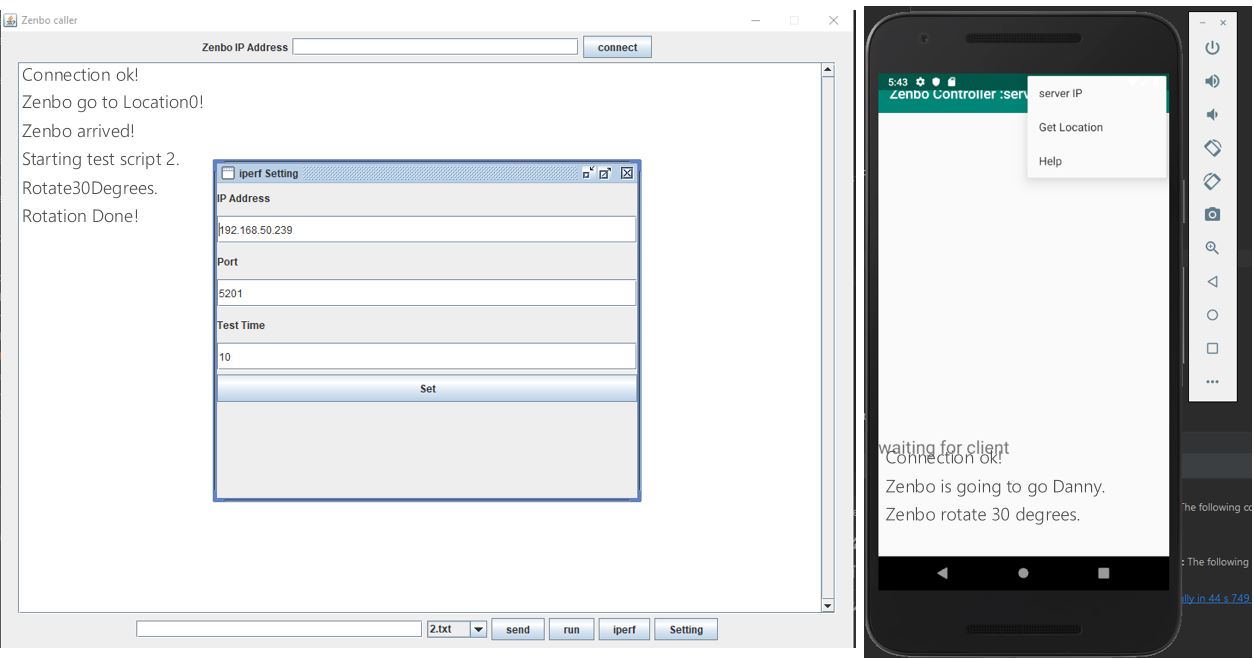 Zenbo caller
Zenbo IP Address connect
Connection ok!
Zenbo go to Location0!
Zenbo arrived!
Starting test script 2.
Rotate30Degrees.
Rotation Done!
iperf Setting
IP Address
192.168.50.239
Port
5201
Test Time
10
Set
2.txt send run iperf Setting
5:43
Zenbo Controller :serv
server IP
Get Location
Help
waiting for client
Connection ok!
Zenbo is going to go Danny.
Zenbo rotate 30 degrees.
The following co
: The following
ally in 44 s 749